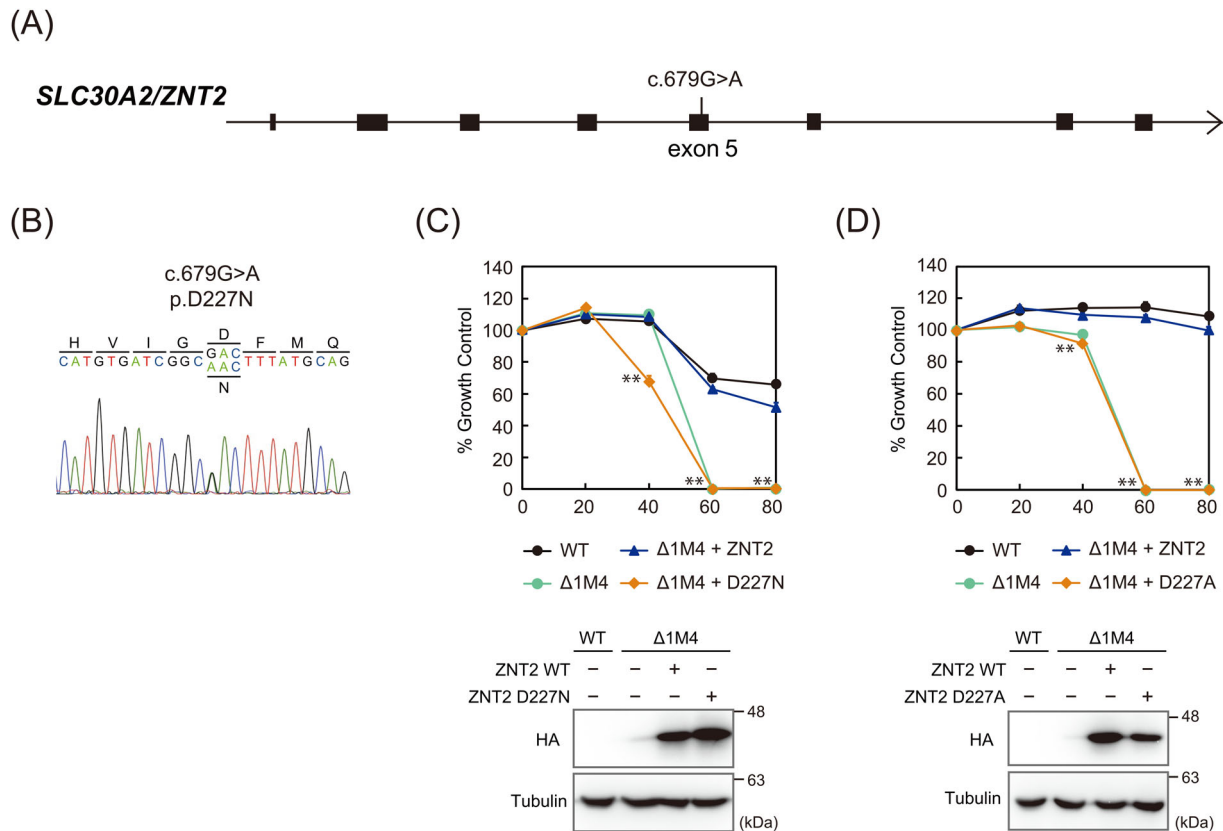 (A)
c.679G>A
SLC30A2/ZNT2
exon 5
(B)
c.679G>A
p.D227N
D
H V I G F M Q
CATGTGATCGGCGACTTTATGCAG
AAC
N
(C)
140
120
100
80
60
40
20
0
% Growth Control
**
** **
0 20 40 60 80
WT Δ1M4 + ZNT2
Δ1M4 Δ1M4 + D227N
WT Δ1M4
ZNT2 WT – – + –
ZNT2 D227N – – – +
48
HA
63
Tubulin
(kDa)
(D)
140
120
100
80
60
40
20
0
% Growth Control
**
** **
0 20 40 60 80
WT Δ1M4 + ZNT2
Δ1M4 Δ1M4 + D227A
WT Δ1M4
ZNT2 WT – – + –
ZNT2 D227A – – – +
48
HA
63
Tubulin
(kDa)